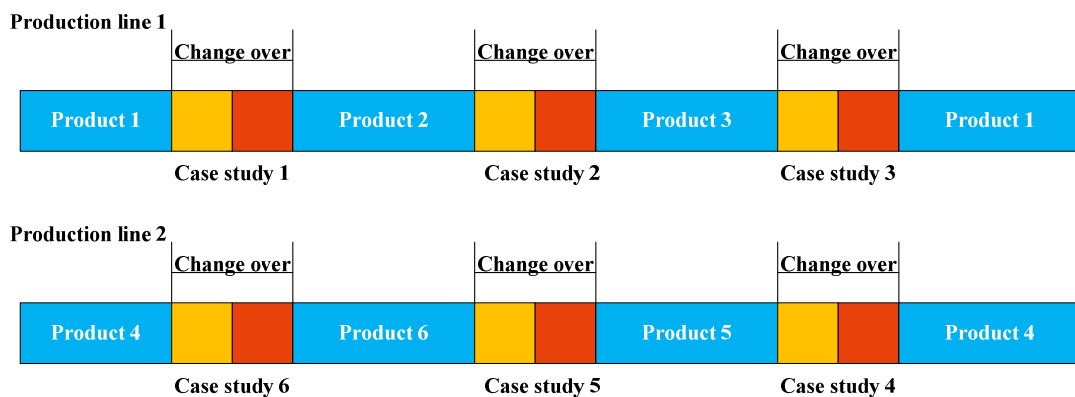 Production line 1
Change over Change over Change over
Product 1 Product 2 Product 3 Product 1
Case study 1 Case study 2 Case study 3
Production line 2
Change over Change over Change over
Product 4 Product 6 Product 5 Product 4
Case study 6 Case study 5 Case study 4